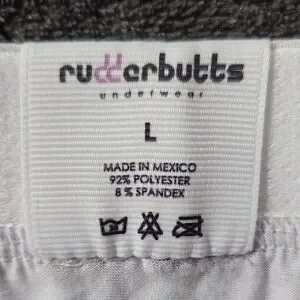 rudderbutts
underwear
L
MADE IN MEXICO
92% POLYESTER
8% SPANDEX